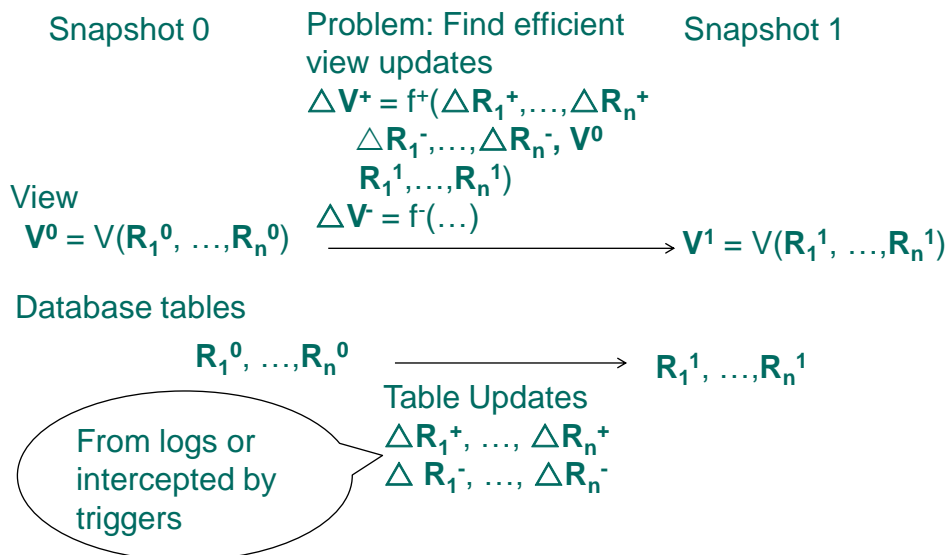 Snapshot 0
Problem: Find efficient
view updates
Snapshot 1
△V⁺ = f⁺(△R₁⁺,…,△Rₙ⁺
△R₁⁻,…,△Rₙ⁻, V⁰
R₁¹,…,Rₙ¹)
△V⁻ = f⁻(…)
View
V⁰ = V(R₁⁰, …,Rₙ⁰)
V¹ = V(R₁¹, …,Rₙ¹)
Database tables
R₁⁰, …,Rₙ⁰
R₁¹, …,Rₙ¹
Table Updates
△R₁⁺, …, △Rₙ⁺
△ R₁⁻, …, △Rₙ⁻
From logs or
intercepted by
triggers